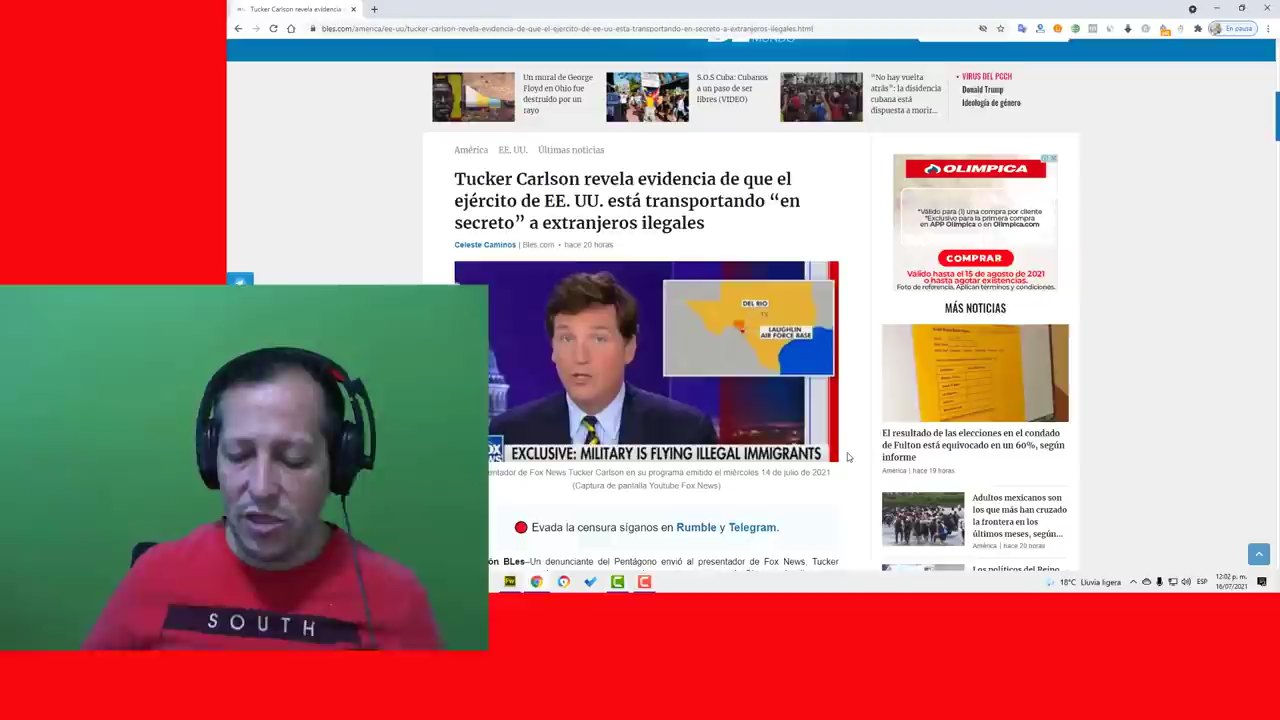 Tucker Carlson revela evidencia
bles.com/america/ee-uu/tucker-carlson-revela-evidencia-de-que-el-ejercito-de-ee-uu-esta-transportando-en-secreto-a-extranjeros-ilegales.html
En pausa
MUNDO
Un mural de George
Floyd en Ohio fue
destruido por un
rayo
S.O.S Cuba: Cubanos
a un paso de ser
libres (VIDEO)
"No hay vuelta
atrás": la disidencia
cubana está
dispuesta a morir...
VIRUS DEL PCCH
Donald Trump
Ideología de género
América EE. UU. Últimas noticias
Tucker Carlson revela evidencia de que el
ejército de EE. UU. está transportando “en
secreto” a extranjeros ilegales
Celeste Caminos | Bles.com • hace 20 horas
DEL RIO
TX
LAUGHLIN
AIR FORCE BASE
EXCLUSIVE: MILITARY IS FLYING ILLEGAL IMMIGRANTS
entador de Fox News Tucker Carlson en su programa emitido el miércoles 14 de julio de 2021
(Captura de pantalla Youtube Fox News)
Evada la censura síganos en Rumble y Telegram.
ón BLes–Un denunciante del Pentágono envió al presentador de Fox News, Tucker
OLIMPICA
*Válido para (1) una compra por cliente
*Exclusivo para la primera compra
en APP Olimpica o en Olimpica.com
COMPRAR
Válido hasta el 15 de agosto de 2021
o hasta agotar existencias.
Foto de referencia. Aplican términos y condiciones.
MÁS NOTICIAS
El resultado de las elecciones en el condado
de Fulton está equivocado en un 60%, según
informe
América | hace 19 horas
Adultos mexicanos son
los que más han cruzado
la frontera en los
últimos meses, según...
América | hace 20 horas
Los políticos del Reino
SOUTH
18°C Lluvia ligera
ESP
12:02 p. m.
16/07/2021